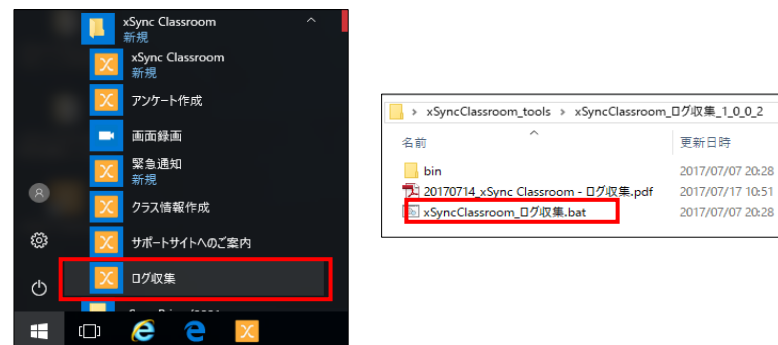 xSync Classroom
新規
xSync Classroom
新規
アンケート作成
画面録画
緊急通知
新規
クラス情報作成
サポートサイトへのご案内
ログ収集
xSyncClassroom_tools > xSyncClassroom_ログ収集_1_0_0_2
名前
更新日時
bin
2017/07/07 20:28
20170714_xSync Classroom - ログ収集.pdf
2017/07/17 10:51
xSyncClassroom_ログ収集.bat
2017/07/07 20:28